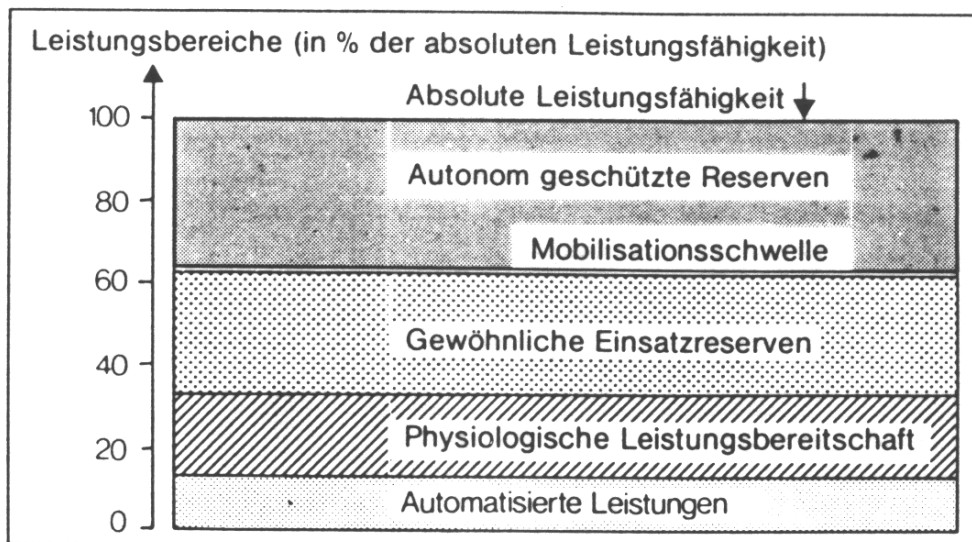 Leistungsbereiche (in % der absoluten Leistungsfähigkeit)
Absolute Leistungsfähigkeit
100
Autonom geschützte Reserven
80
Mobilisationsschwelle
60
Gewöhnliche Einsatzreserven
40
Physiologische Leistungsbereitschaft
20
Automatisierte Leistungen
0